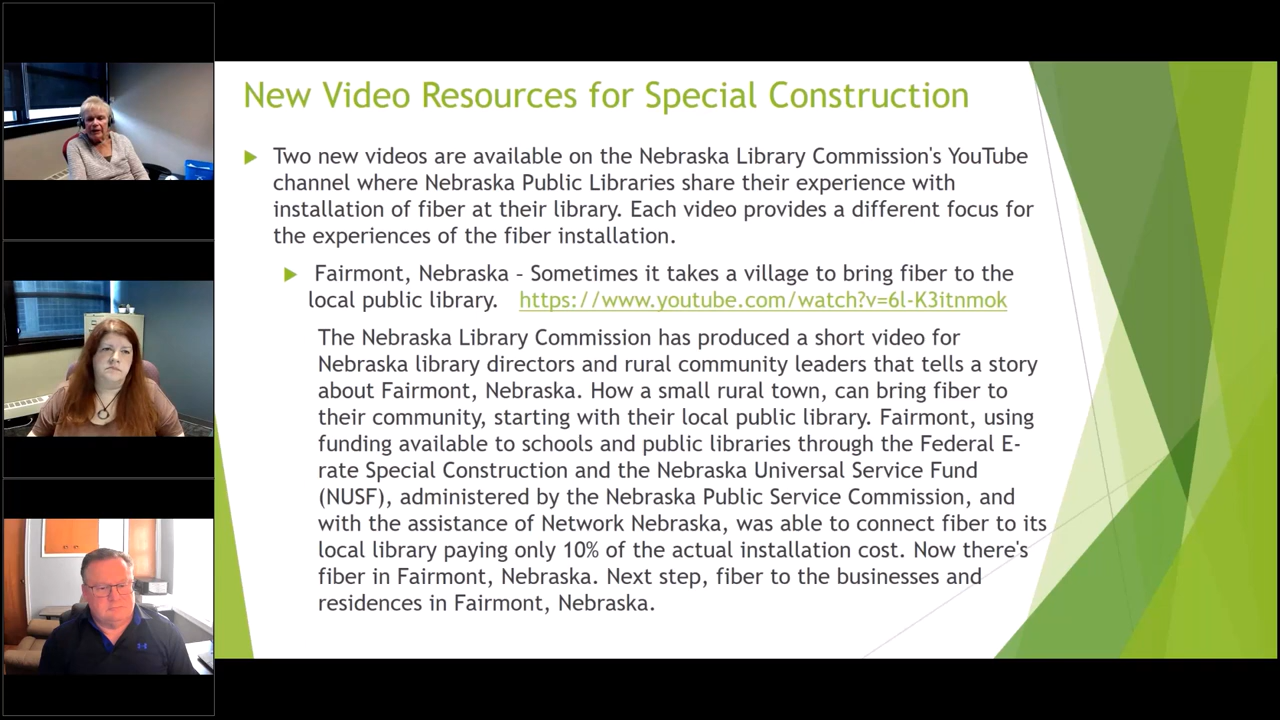 New Video Resources for Special Construction
Two new videos are available on the Nebraska Library Commission's YouTube
channel where Nebraska Public Libraries share their experience with
installation of fiber at their library. Each video provides a different focus for
the experiences of the fiber installation.
Fairmont, Nebraska – Sometimes it takes a village to bring fiber to the
local public library. https://www.youtube.com/watch?v=6l-K3itnmok
The Nebraska Library Commission has produced a short video for
Nebraska library directors and rural community leaders that tells a story
about Fairmont, Nebraska. How a small rural town, can bring fiber to
their community, starting with their local public library. Fairmont, using
funding available to schools and public libraries through the Federal E-
rate Special Construction and the Nebraska Universal Service Fund
(NUSF), administered by the Nebraska Public Service Commission, and
with the assistance of Network Nebraska, was able to connect fiber to its
local library paying only 10% of the actual installation cost. Now there's
fiber in Fairmont, Nebraska. Next step, fiber to the businesses and
residences in Fairmont, Nebraska.